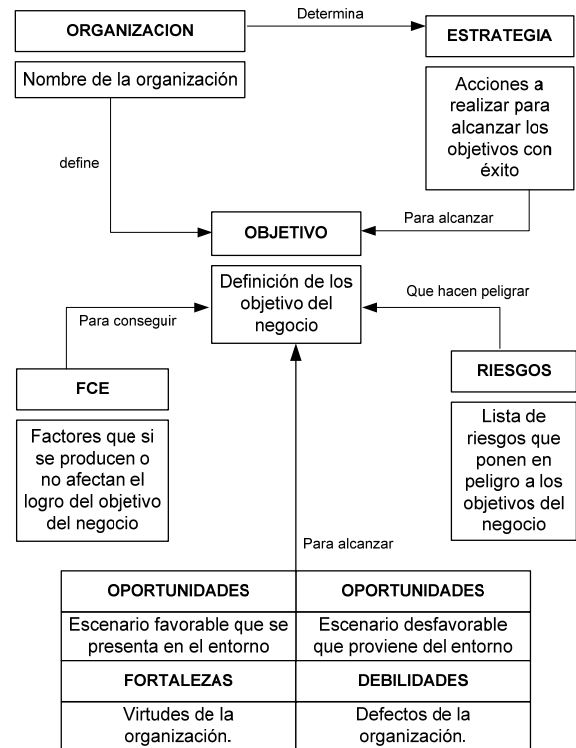 Determina
ORGANIZACION
ESTRATEGIA
Nombre de la organización
Acciones a
realizar para
alcanzar los
objetivos con
éxito
define
Para alcanzar
OBJETIVO
Definición de los
objetivo del
negocio
Que hacen peligrar
Para conseguir
FCE
RIESGOS
Factores que si
se producen o
no afectan el
logro del objetivo
del negocio
Lista de
riesgos que
ponen en
peligro a los
objetivos del
negocio
Para alcanzar
OPORTUNIDADES
OPORTUNIDADES
Escenario favorable que se
presenta en el entorno
Escenario desfavorable
que proviene del entorno
FORTALEZAS
DEBILIDADES
Virtudes de la
organización.
Defectos de la
organización.